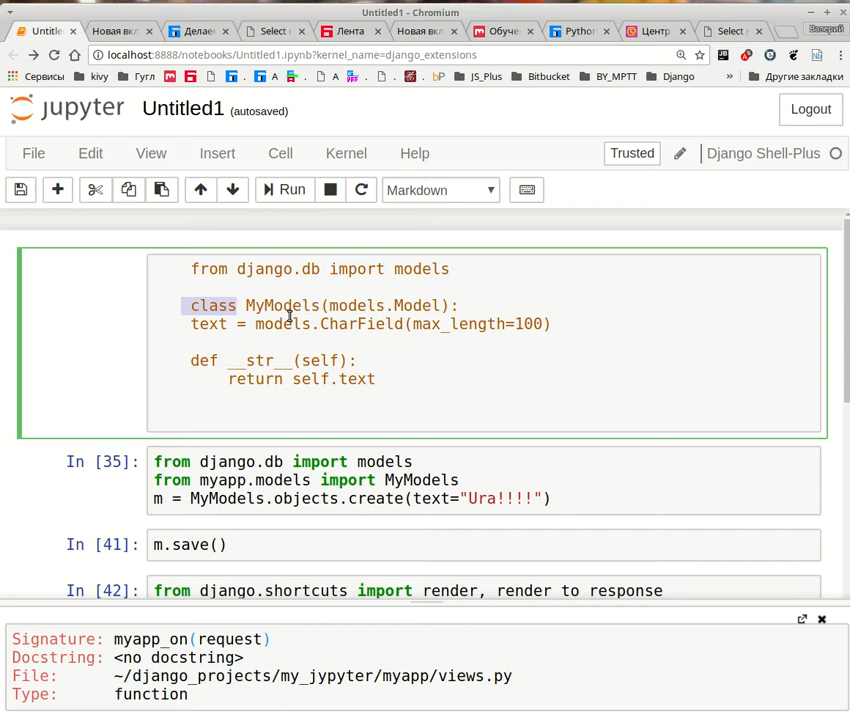 Untitled1 - Chromium
Untitle
Новая вкл
Делаем
Select r
Лента
Новая вкл
Обуче
Python
Центр
Select r
Валерий
localhost:8888/notebooks/Untitled1.ipynb?kernel_name=django_extensions
Сервисы
kivy
Гугл
A
A
bP
JS_Plus
Bitbucket
BY_MPTT
Django
»
Другие закладки
jupyter
Untitled1 (autosaved)
Logout
File Edit View Insert Cell Kernel Help
Trusted
Django Shell-Plus
Run
Markdown
from django.db import models
class MyModels(models.Model):
text = models.CharField(max_length=100)
def __str__(self):
return self.text
In [35]:
from django.db import models
from myapp.models import MyModels
m = MyModels.objects.create(text="Ura!!!!")
In [41]:
m.save()
In [42]:
from django.shortcuts import render, render to response
Signature: myapp_on(request)
Docstring: <no docstring>
File: ~/django_projects/my_jypyter/myapp/views.py
Type: function